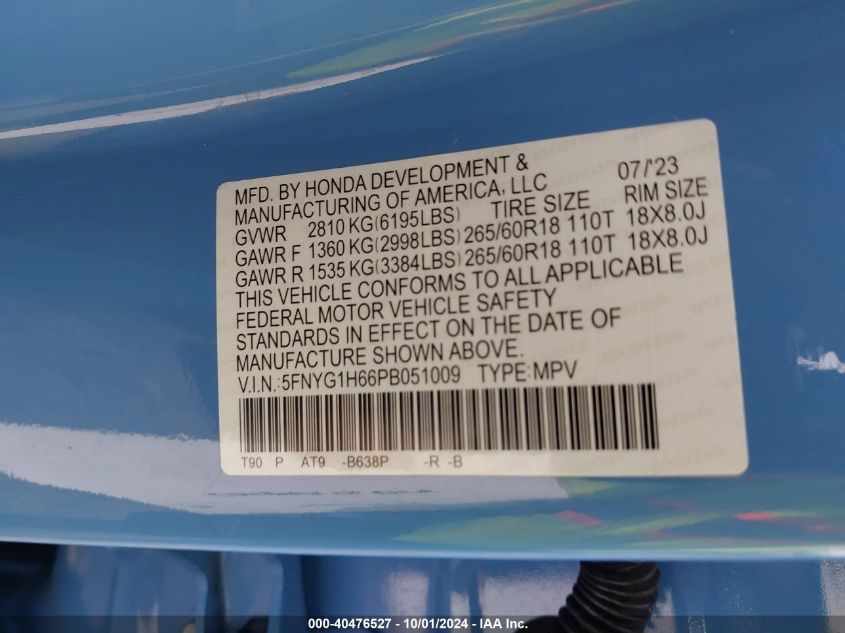 MFD. BY HONDA DEVELOPMENT & 07/'23
MANUFACTURING OF AMERICA, LLC TIRE SIZE RIM SIZE
GVWR 2810 KG(6195LBS)
GAWR F 1360 KG(2998LBS) 265/60R18 110T 18X8.0J
GAWR R 1535 KG(3384LBS) 265/60R18 110T 18X8.0J
THIS VEHICLE CONFORMS TO ALL APPLICABLE
FEDERAL MOTOR VEHICLE SAFETY
STANDARDS IN EFFECT ON THE DATE OF
MANUFACTURE SHOWN ABOVE.
V.I.N.:5FNYG1H66PB051009 TYPE:MPV
T90 P AT9 -B638P -R -B
000-40476527 - 10/01/2024 - IAA Inc.